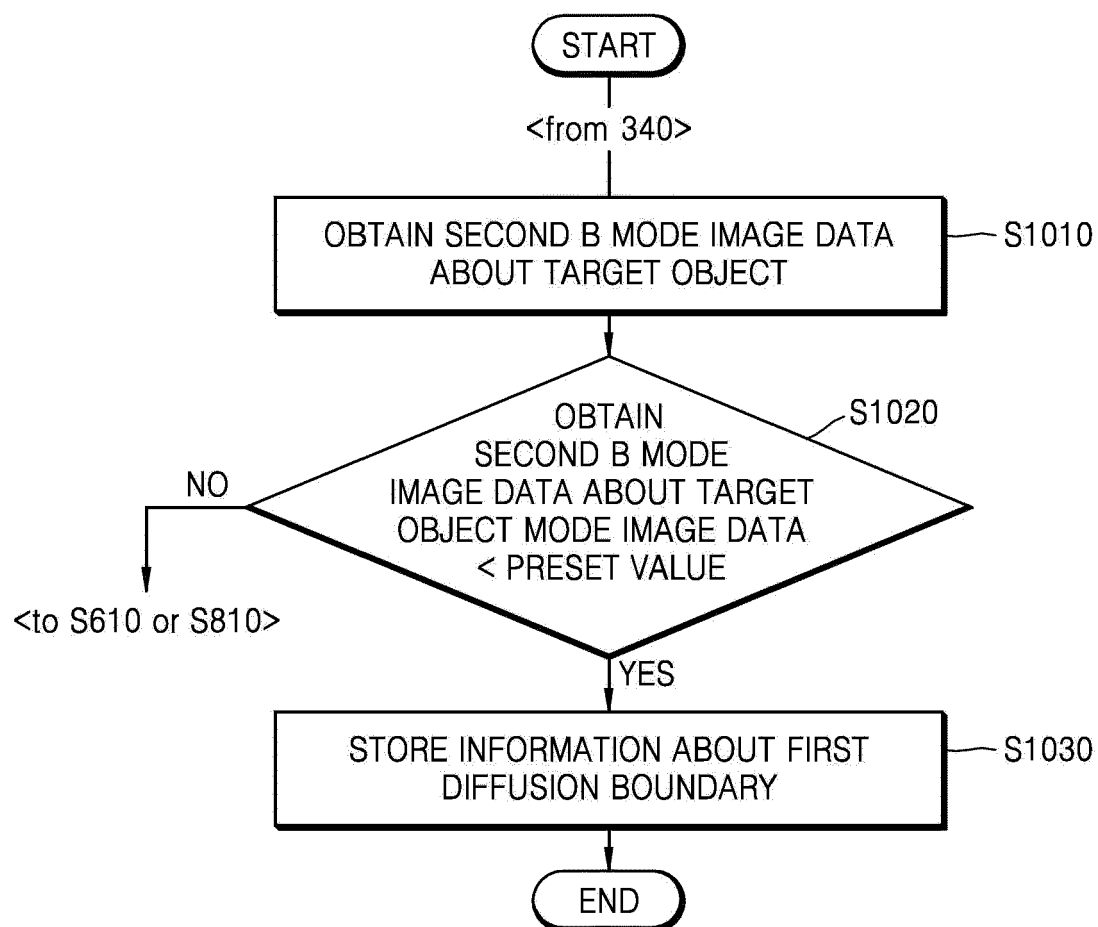 START
<from 340>
OBTAIN SECOND B MODE IMAGE DATA
ABOUT TARGET OBJECT
S1010
OBTAIN
SECOND B MODE
IMAGE DATA ABOUT TARGET
OBJECT MODE IMAGE DATA
< PRESET VALUE
S1020
NO
<to S610 or S810>
YES
STORE INFORMATION ABOUT FIRST
DIFFUSION BOUNDARY
S1030
END